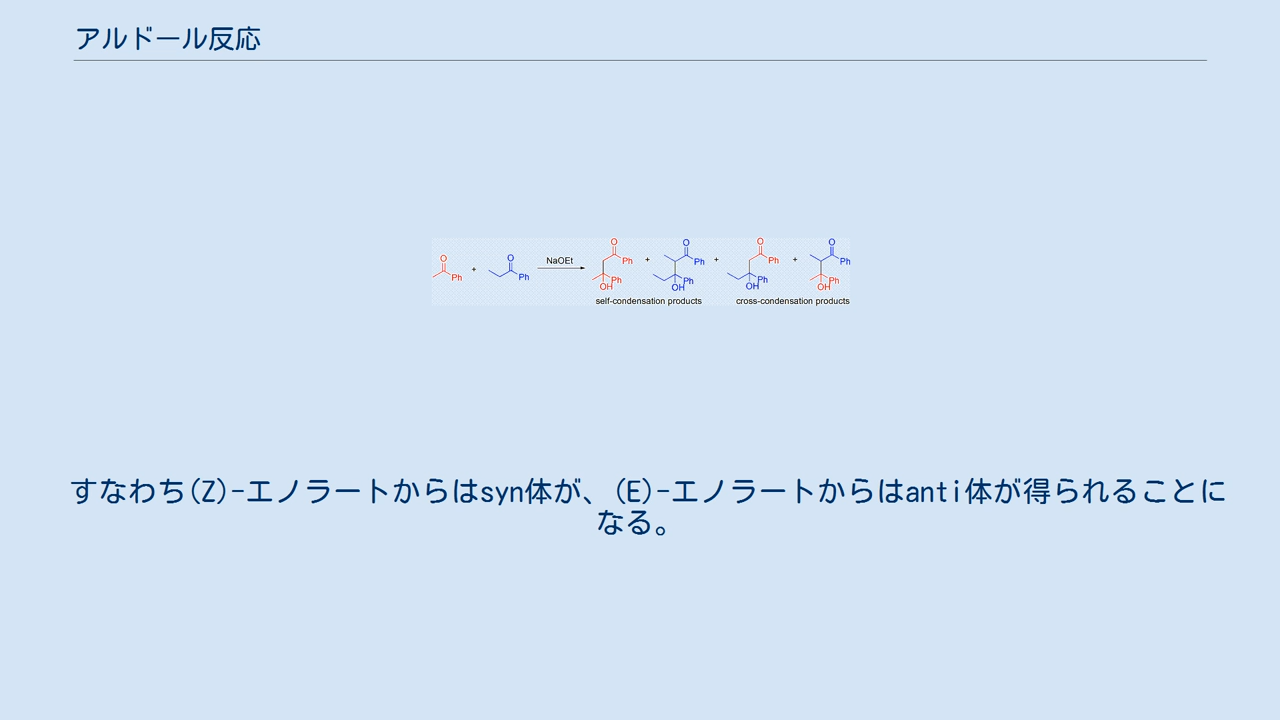 アルドール反応
O Ph + O Ph NaOEt O Ph Ph OH + O Ph Ph OH + O Ph Ph OH + O Ph Ph OH
self-condensation products cross-condensation products
すなわち(Z)-エノラートからはsyn体が、(E)-エノラートからはanti体が得られることに
なる。